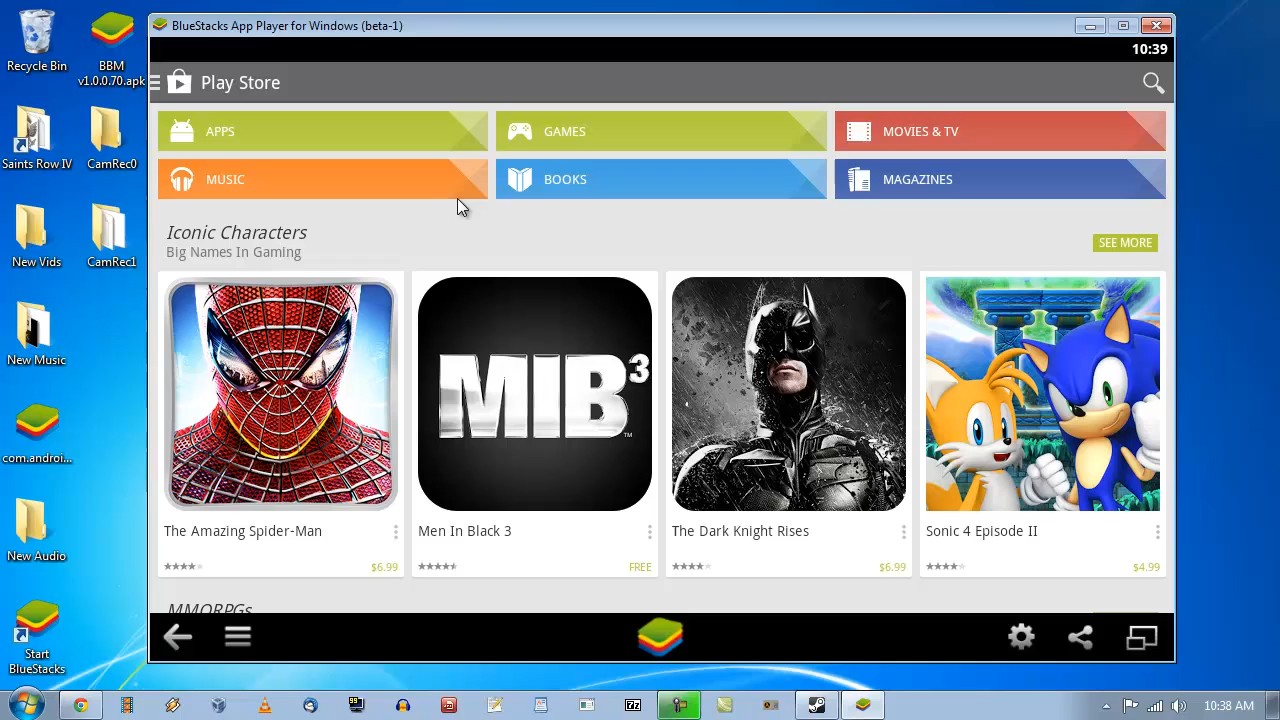 BlueStacks App Player for Windows (beta-1)
10:39
Play Store
APPS
GAMES
MOVIES & TV
MUSIC
BOOKS
MAGAZINES
Iconic Characters
Big Names In Gaming
SEE MORE
MIB³™
The Amazing Spider-Man
$6.99
Men In Black 3
FREE
The Dark Knight Rises
$6.99
Sonic 4 Episode II
$4.99
MMORPGs
Recycle Bin
BBM
v1.0.0.70.apk
Saints Row IV
CamRec0
New Vids
CamRec1
New Music
com.androi...
New Audio
Start
BlueStacks
99
7z
10:38 AM